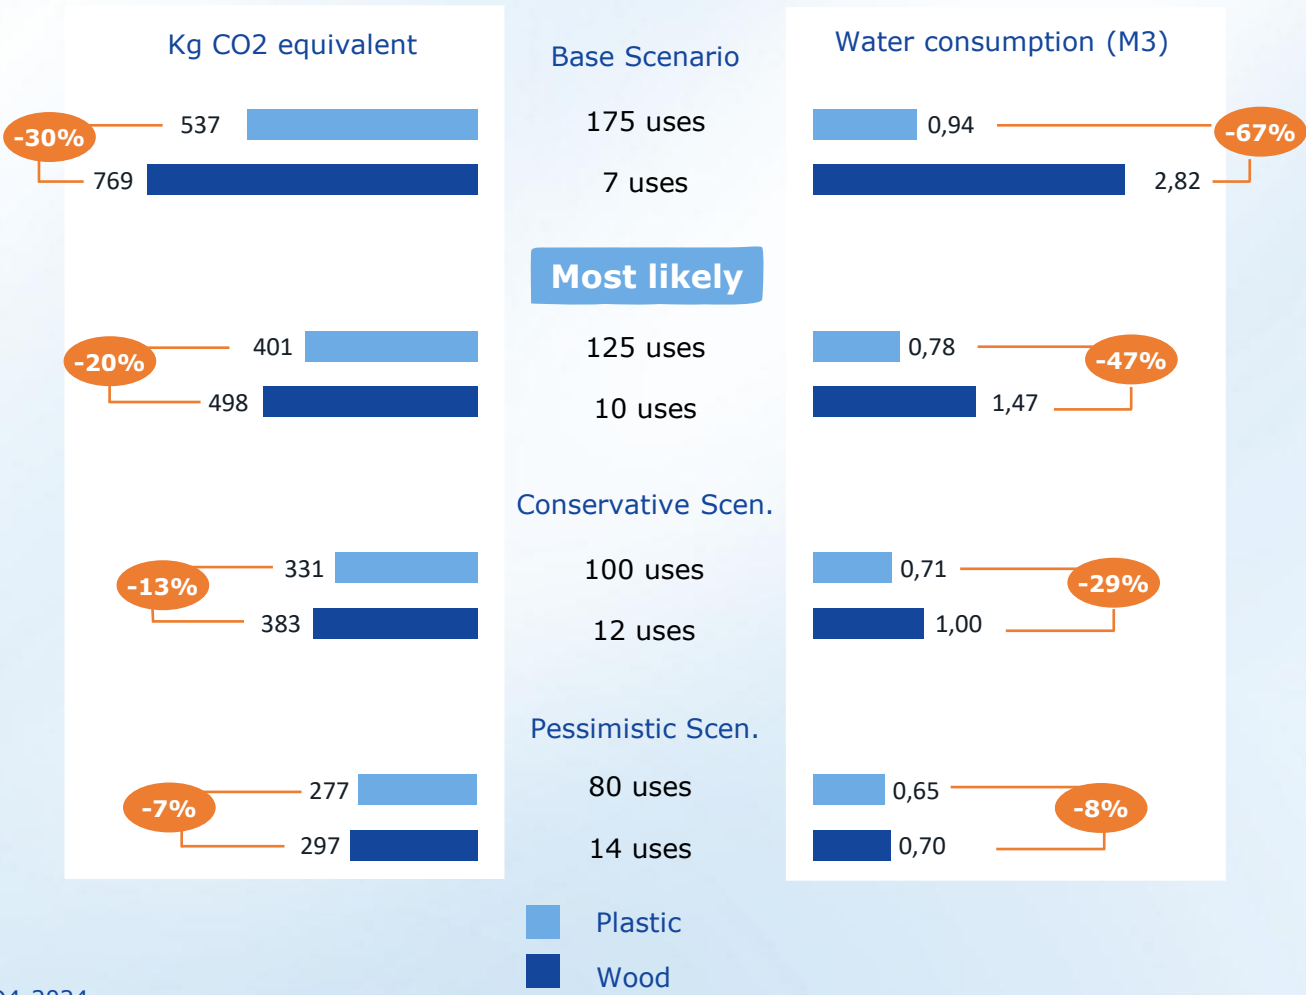 Kg CO2 equivalent
Base Scenario
Water consumption (M3)
-30%
537
769
175 uses
7 uses
0,94
2,82
-67%
Most likely
-20%
401
498
125 uses
10 uses
0,78
1,47
-47%
Conservative Scen.
-13%
331
383
100 uses
12 uses
0,71
1,00
-29%
Pessimistic Scen.
-7%
277
297
80 uses
14 uses
0,65
0,70
-8%
Plastic
Wood